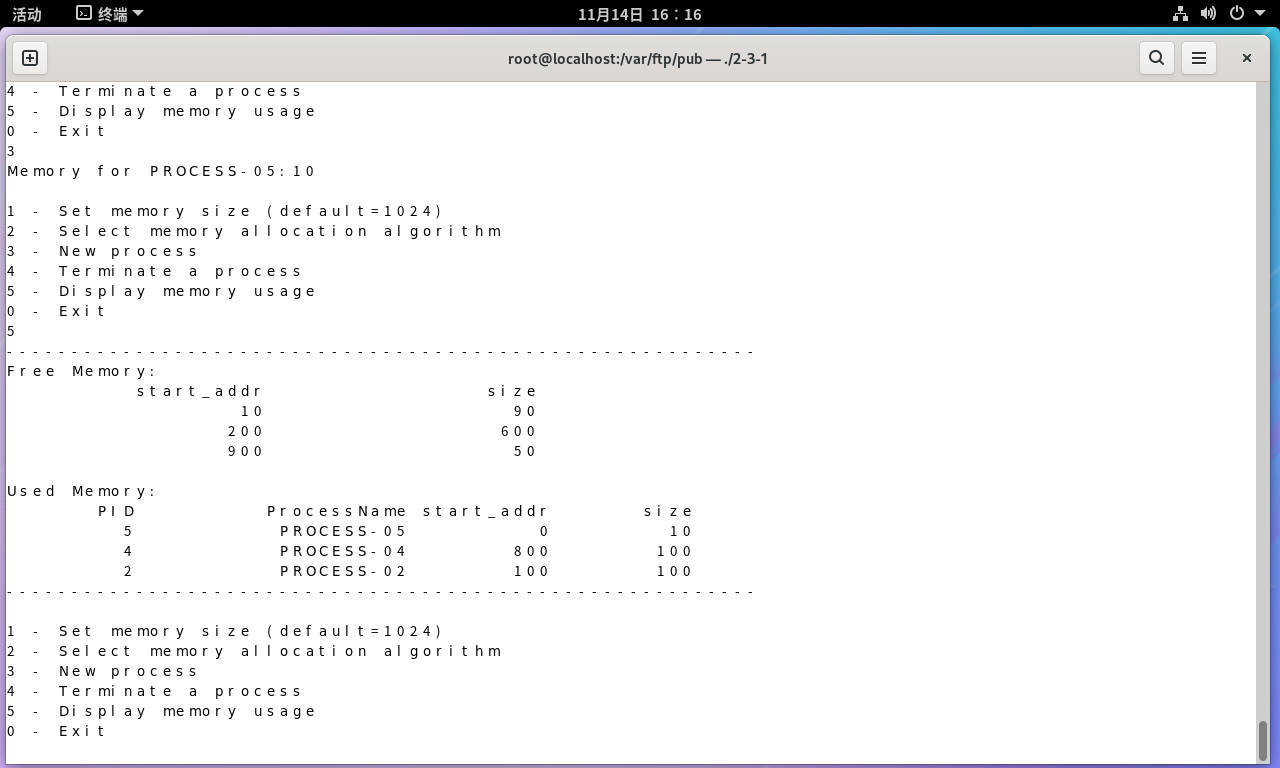 活动 终端 11月14日 16：16
root@localhost:/var/ftp/pub — ./2-3-1
4 - Terminate a process
5 - Display memory usage
0 - Exit
3
Memory for PROCESS-05:10
1 - Set memory size (default=1024)
2 - Select memory allocation algorithm
3 - New process
4 - Terminate a process
5 - Display memory usage
0 - Exit
5
----------------------------------------------------------
Free Memory:
start_addr size
10 90
200 600
900 50
Used Memory:
PID ProcessName start_addr size
5 PROCESS-05 0 10
4 PROCESS-04 800 100
2 PROCESS-02 100 100
----------------------------------------------------------
1 - Set memory size (default=1024)
2 - Select memory allocation algorithm
3 - New process
4 - Terminate a process
5 - Display memory usage
0 - Exit